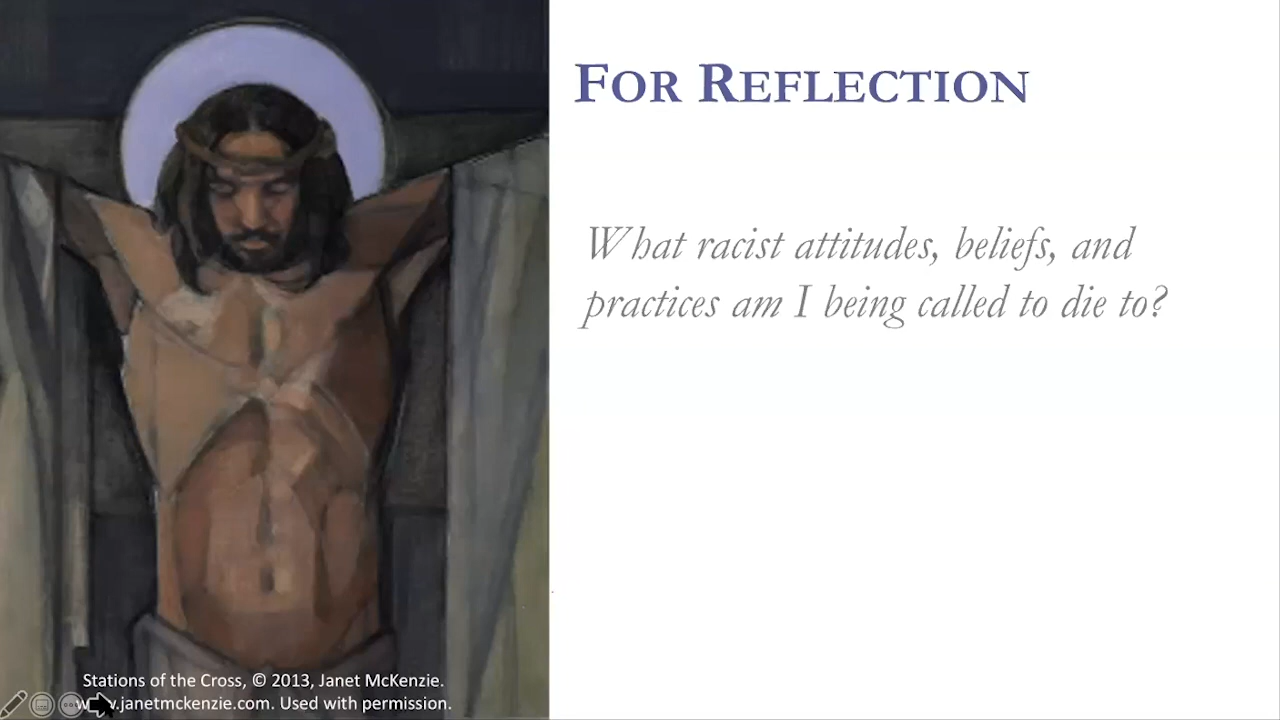 FOR REFLECTION
What racist attitudes, beliefs, and
practices am I being called to die to?
Stations of the Cross, © 2013, Janet McKenzie.
www.janetmckenzie.com. Used with permission.